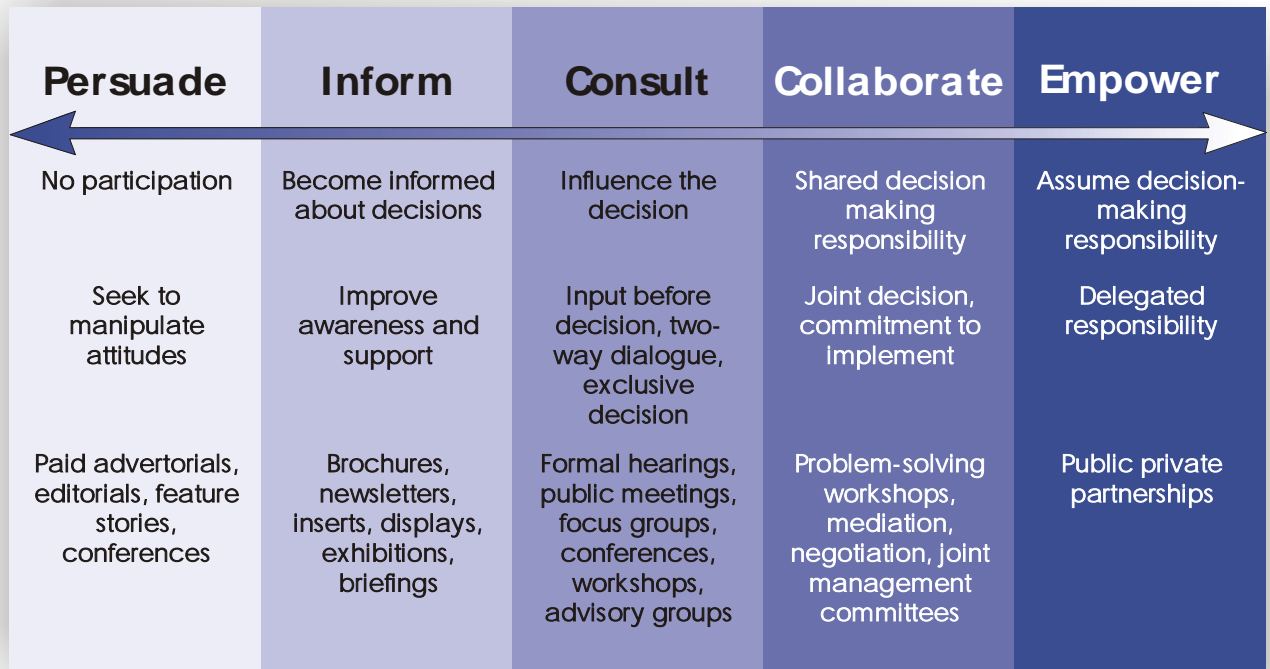 Persuade
No participation
Seek to
manipulate
attitudes
Paid advertorials,
editorials, feature
stories,
conferences
Inform
Become informed
about decisions
Improve
awareness and
support
Brochures,
newsletters,
inserts, displays,
exhibitions,
briefings
Consult
Influence the
decision
Input before
decision, two-
way dialogue,
exclusive
decision
Formal hearings,
public meetings,
focus groups,
conferences,
workshops,
advisory groups
Collaborate
Shared decision
making
responsibility
Joint decision,
commitment to
implement
Problem-solving
workshops,
mediation,
negotiation, joint
management
committees
Empower
Assume decision-
making
responsibility
Delegated
responsibility
Public private
partnerships